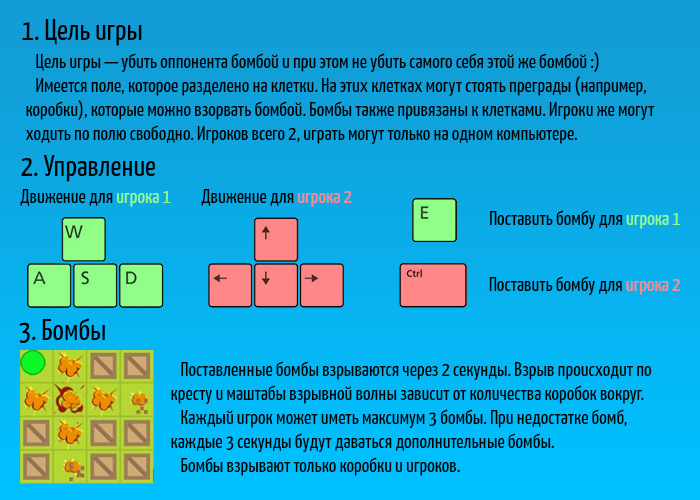 1. Цель игры
Цель игры — убить оппонента бомбой и при этом не убить самого себя этой же бомбой :)
Имеется поле, которое разделено на клетки. На этих клетках могут стоять преграды (например,
коробки), которые можно взорвать бомбой. Бомбы также привязаны к клетками. Игроки же могут
ходить по полю свободно. Игроков всего 2, играть могут только на одном компьютере.
2. Управление
Движение для игрока 1
Движение для игрока 2
W
A S D
↑
← ↓ →
E
Поставить бомбу для игрока 1
Ctrl
Поставить бомбу для игрока 2
3. Бомбы
Поставленные бомбы взрываются через 2 секунды. Взрыв происходит по
кресту и маштабы взрывной волны зависит от количества коробок вокруг.
Каждый игрок может иметь максимум 3 бомбы. При недостатке бомб,
каждые 3 секунды будут даваться дополнительные бомбы.
Бомбы взрывают только коробки и игроков.